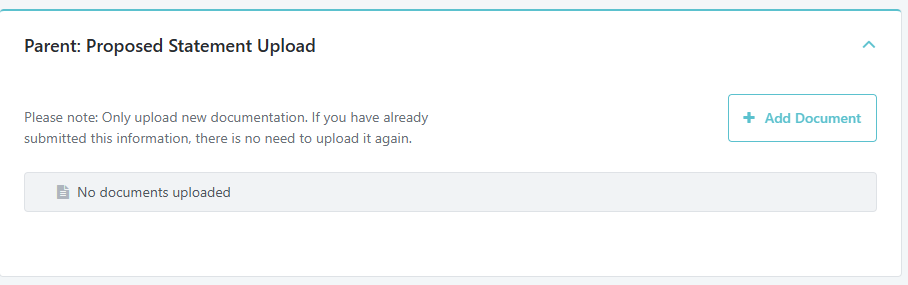 Parent: Proposed Statement Upload
Please note: Only upload new documentation. If you have already
submitted this information, there is no need to upload it again.
+ Add Document
No documents uploaded